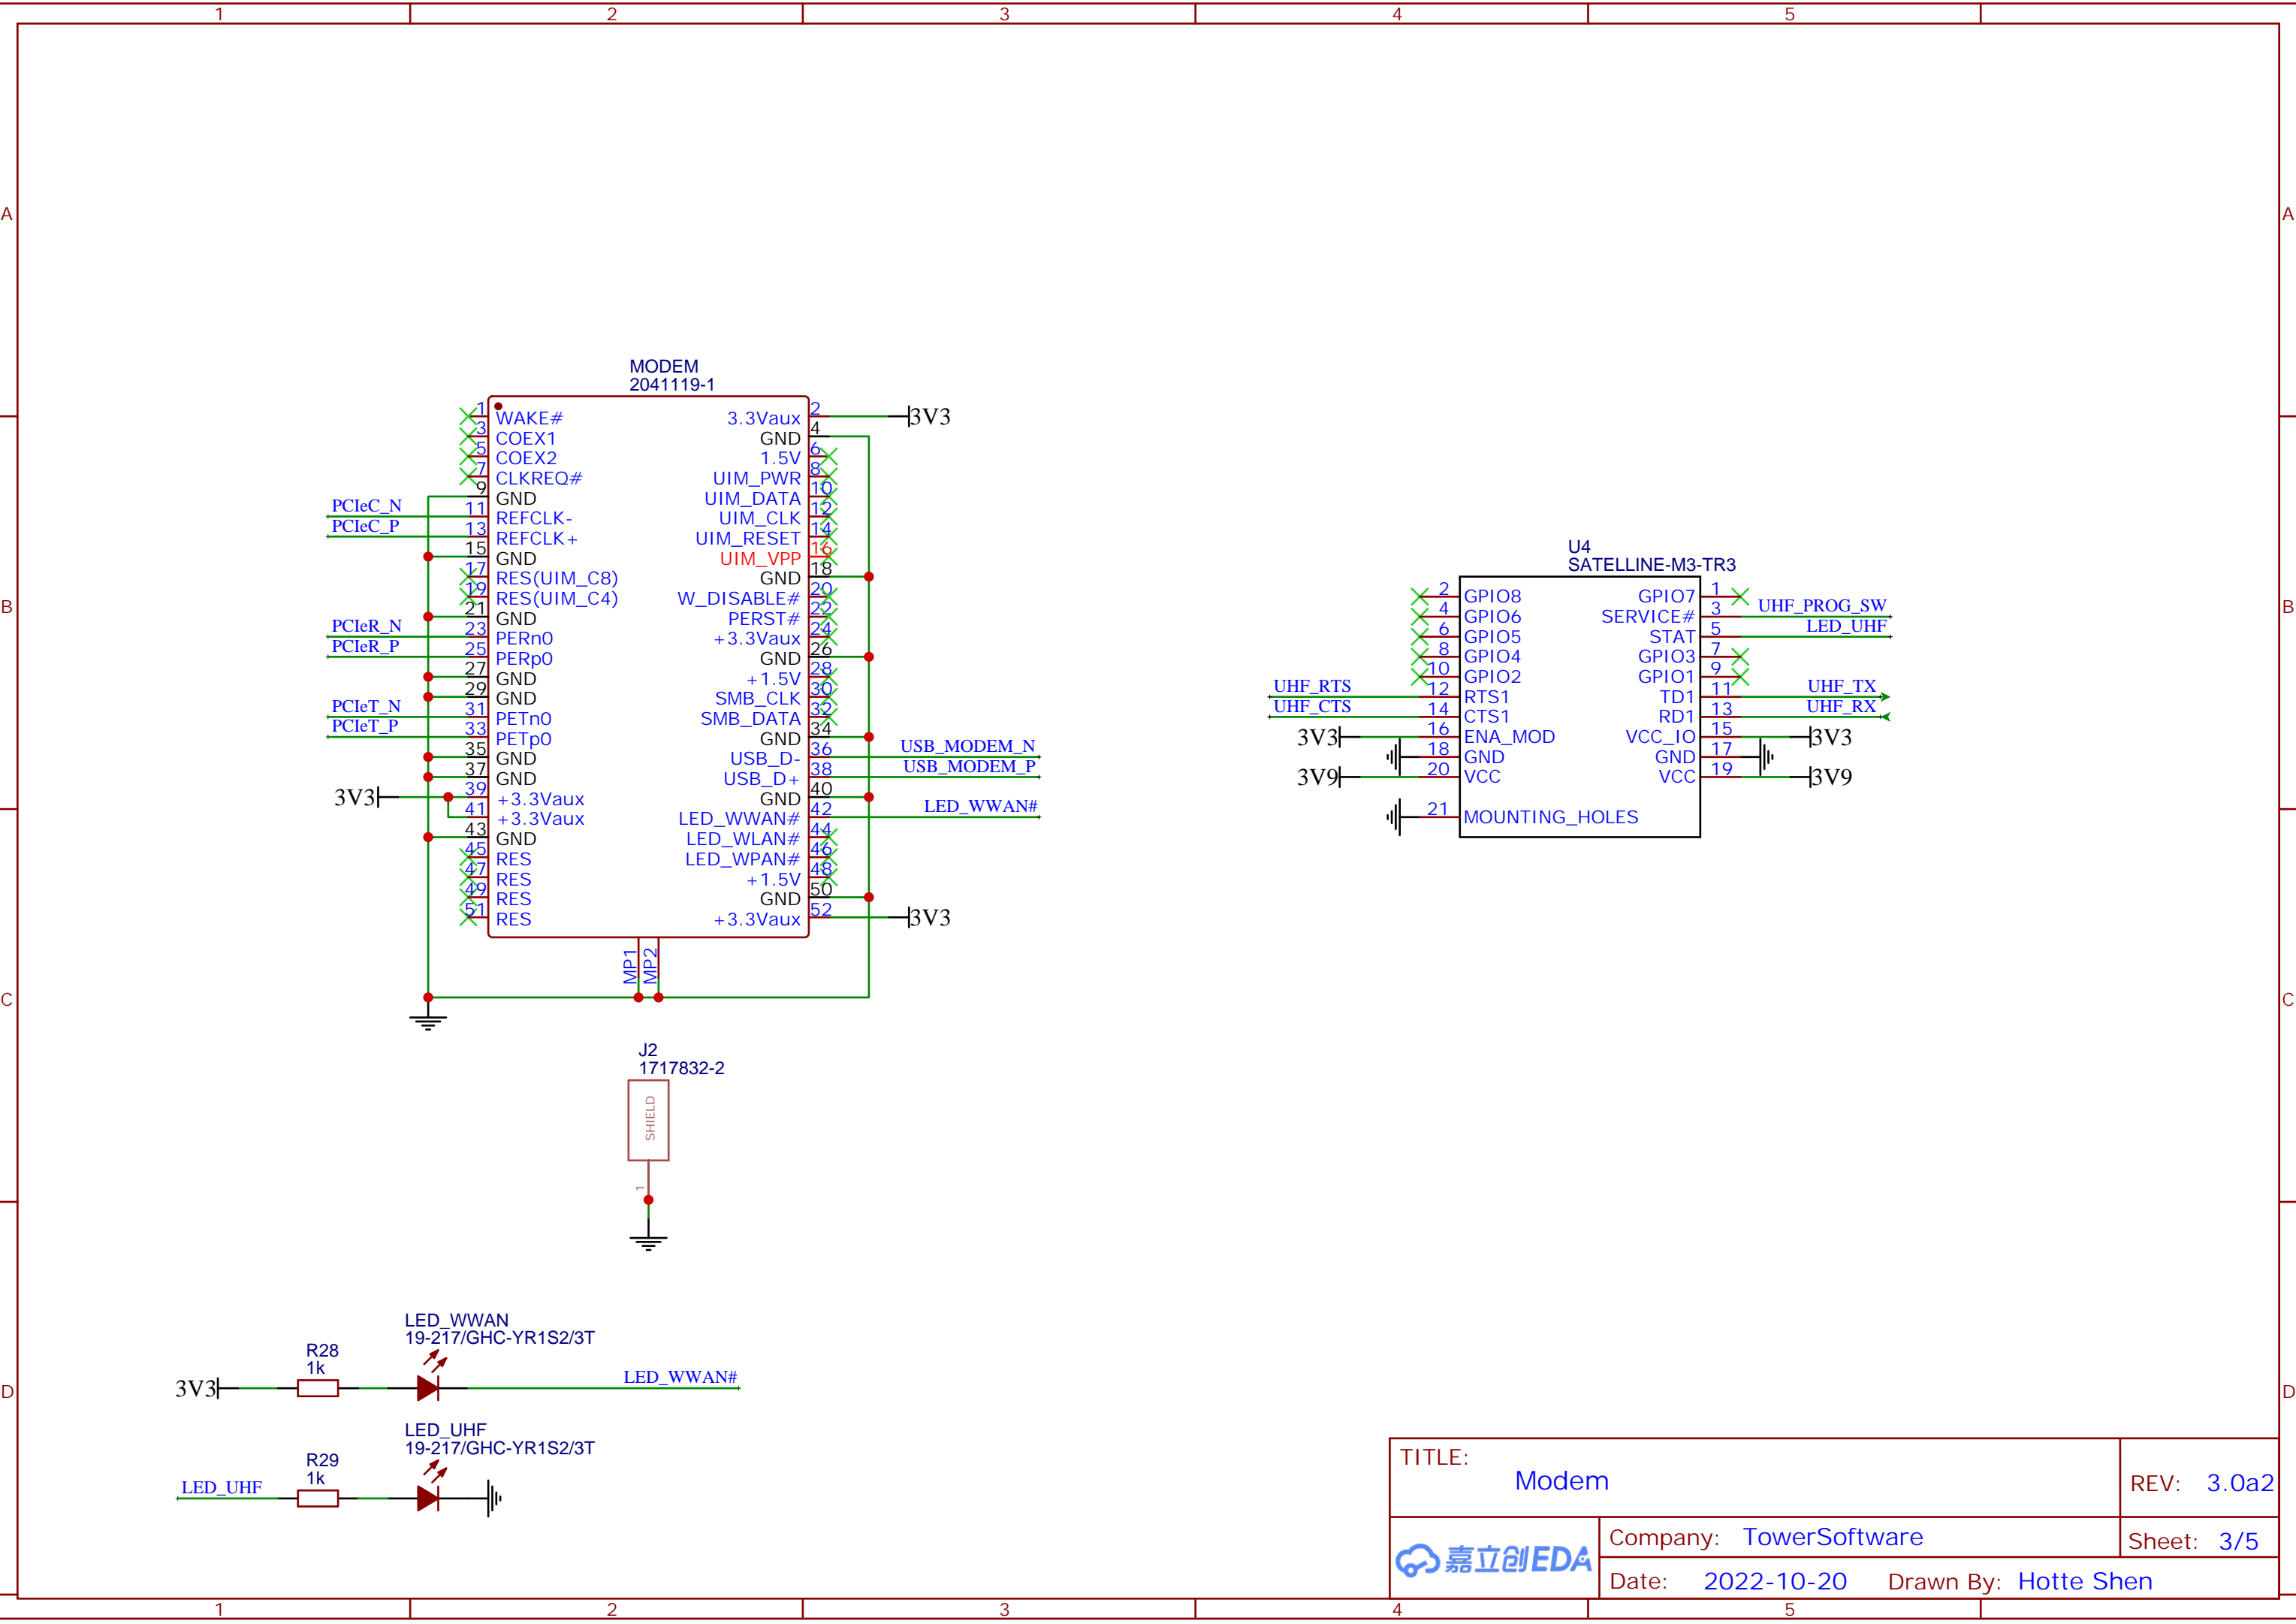 1 2 3 4 5
A A
B B
C C
D D
MODEM
2041119-1
1 WAKE# 3.3Vaux 2 3V3
3 COEX1 GND 4
5 COEX2 1.5V 6
7 CLKREQ# UIM_PWR 8
9 GND UIM_DATA 10
PCIeC_N 11 REFCLK- UIM_CLK 12
PCIeC_P 13 REFCLK+ UIM_RESET 14
15 GND UIM_VPP 16
17 RES(UIM_C8) GND 18
19 RES(UIM_C4) W_DISABLE# 20
21 GND PERST# 22
PCIeR_N 23 PERn0 +3.3Vaux 24
PCIeR_P 25 PERp0 GND 26
27 GND +1.5V 28
29 GND SMB_CLK 30
PCIeT_N 31 PETn0 SMB_DATA 32
PCIeT_P 33 PETp0 GND 34
35 GND USB_D- 36 USB_MODEM_N
37 GND USB_D+ 38 USB_MODEM_P
3V3 39 +3.3Vaux GND 40
41 +3.3Vaux LED_WWAN# 42 LED_WWAN#
43 GND LED_WLAN# 44
45 RES LED_WPAN# 46
47 RES +1.5V 48
49 RES GND 50
51 RES +3.3Vaux 52 3V3
MP1 MP2
U4
SATELLINE-M3-TR3
2 GPIO8 GPIO7 1
4 GPIO6 SERVICE# 3 UHF_PROG_SW
6 GPIO5 STAT 5 LED_UHF
8 GPIO4 GPIO3 7
10 GPIO2 GPIO1 9
UHF_RTS 12 RTS1 TD1 11 UHF_TX
UHF_CTS 14 CTS1 RD1 13 UHF_RX
3V3 16 ENA_MOD VCC_IO 15 3V3
18 GND GND 17
3V9 20 VCC VCC 19 3V9
21 MOUNTING_HOLES
J2
1717832-2
SHIELD
1
LED_WWAN
19-217/GHC-YR1S2/3T
R28
1k
3V3 LED_WWAN#
LED_UHF
19-217/GHC-YR1S2/3T
R29
1k
LED_UHF
TITLE:
Modem
REV: 3.0a2
嘉立创EDA
Company: TowerSoftware
Sheet: 3/5
Date: 2022-10-20 Drawn By: Hotte Shen
1 2 3 4 5